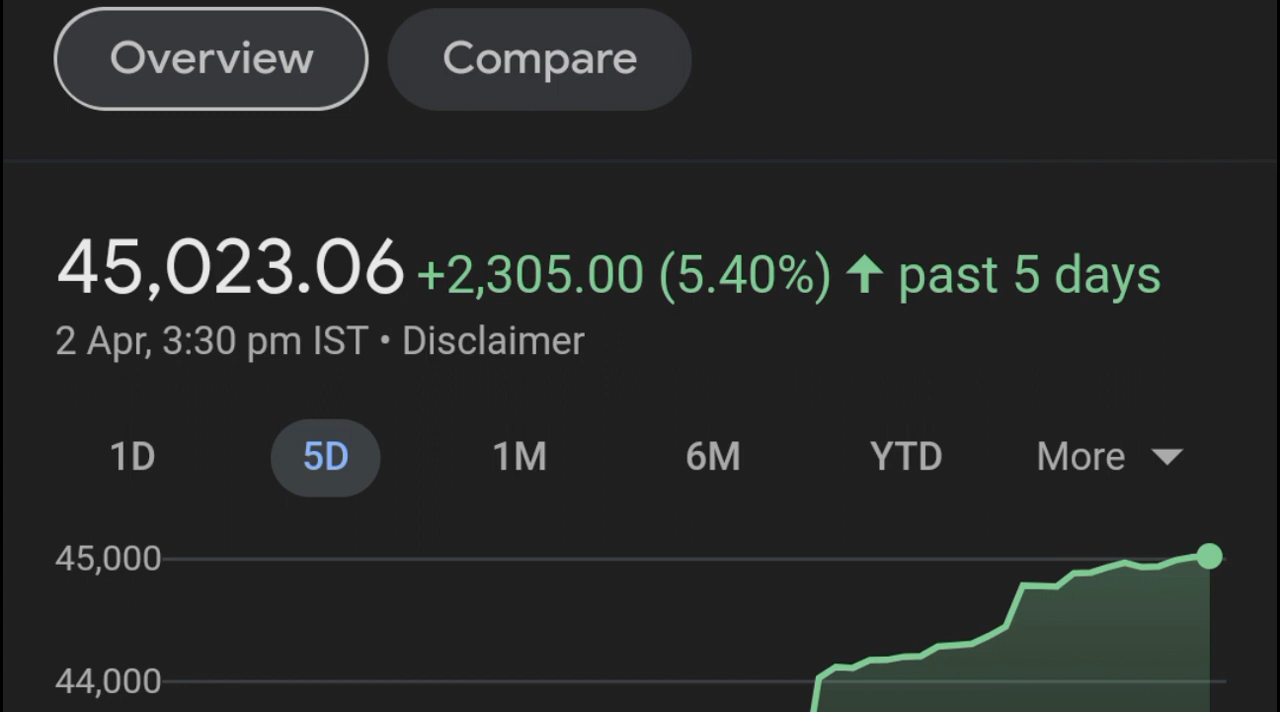 Overview Compare
45,023.06 +2,305.00 (5.40%) ↑ past 5 days
2 Apr, 3:30 pm IST • Disclaimer
1D 5D 1M 6M YTD More
45,000
44,000